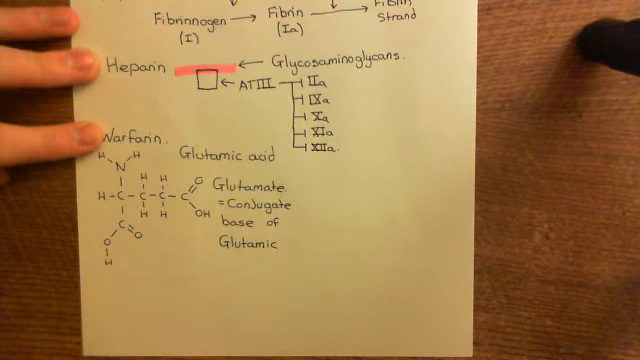 Fibrinnogen → Fibrin → Fibrin
(I) (Ia) Strand
Heparin ← Glycosaminoglycans.
← ATIII IIa
IXa
Xa
XIa
XIIa.
Warfarin.
Glutamic acid
H H
N
H H O
H-C-C-C-C
H H OH
C O
O
H
Glutamate
= Conjugate
base of
Glutamic